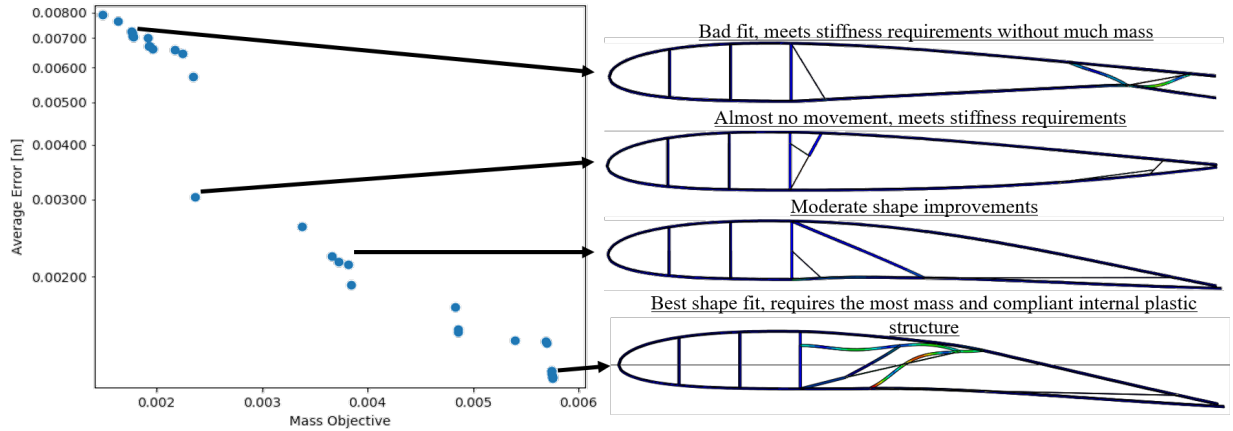 0.00800
0.00700
0.00600
0.00500
0.00400
0.00300
0.00200
Average Error [m]
0.002
0.003
0.004
0.005
0.006
Mass Objective
Bad fit, meets stiffness requirements without much mass
Almost no movement, meets stiffness requirements
Moderate shape improvements
Best shape fit, requires the most mass and compliant internal plastic
structure